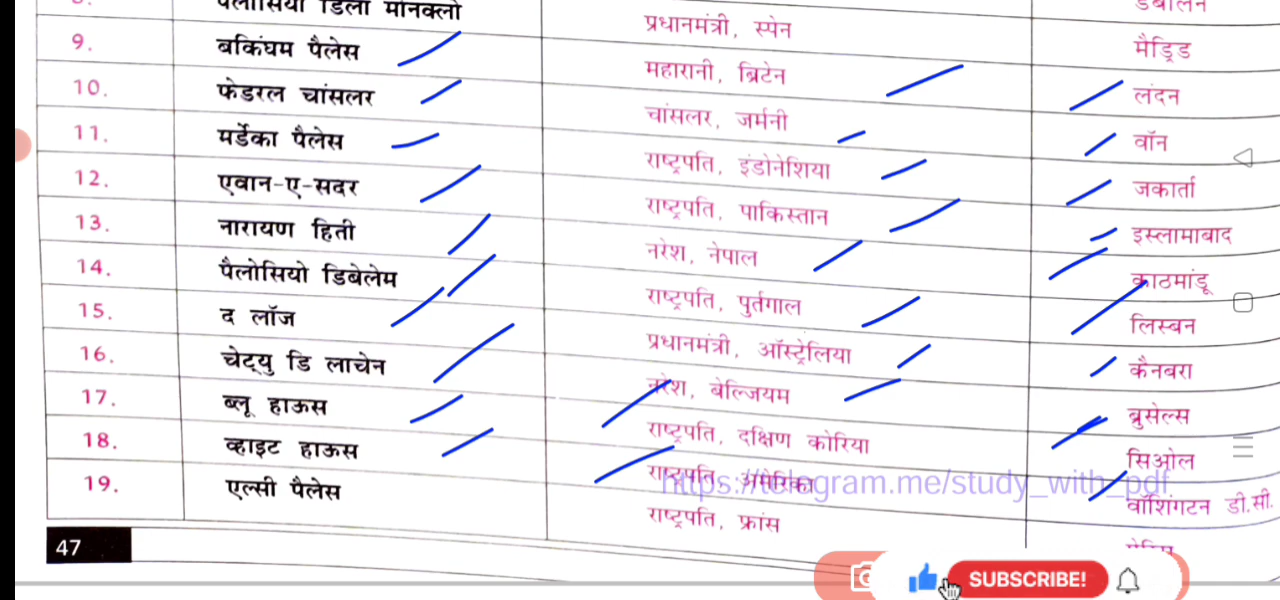 पैलोसियो डिला मोनक्लो
9. बकिंघम पैलेस प्रधानमंत्री, स्पेन मैड्रिड
10. फेडरल चांसलर महारानी, ब्रिटेन लंदन
11. मर्डेका पैलेस चांसलर, जर्मनी वॉन
12. एवान-ए-सदर राष्ट्रपति, इंडोनेशिया जकार्ता
13. नारायण हिती राष्ट्रपति, पाकिस्तान इस्लामाबाद
14. पैलोसियो डिबेलेम नरेश, नेपाल काठमांडू
15. द लॉज राष्ट्रपति, पुर्तगाल लिस्बन
16. चेट्यु डि लाचेन प्रधानमंत्री, ऑस्ट्रेलिया कैनबरा
17. ब्लू हाऊस नरेश, बेल्जियम ब्रुसेल्स
18. व्हाइट हाऊस राष्ट्रपति, दक्षिण कोरिया सिओल
19. एल्सी पैलेस राष्ट्रपति, अमेरिका वॉशिंगटन डी.सी.
राष्ट्रपति, फ्रांस
https://telegram.me/study_with_pdf
47
SUBSCRIBE!